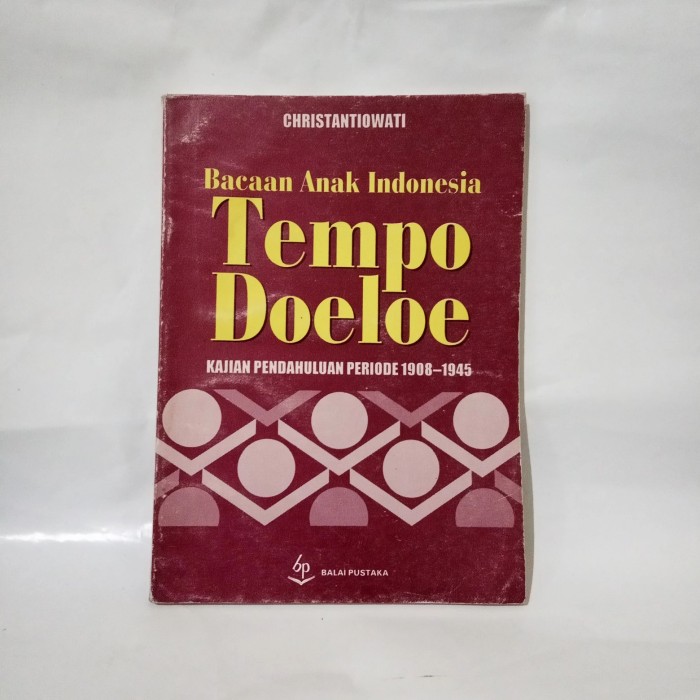 CHRISTANTIOWATI
Bacaan Anak Indonesia
Tempo
Doeloe
KAJIAN PENDAHULUAN PERIODE 1908–1945
bp BALAI PUSTAKA